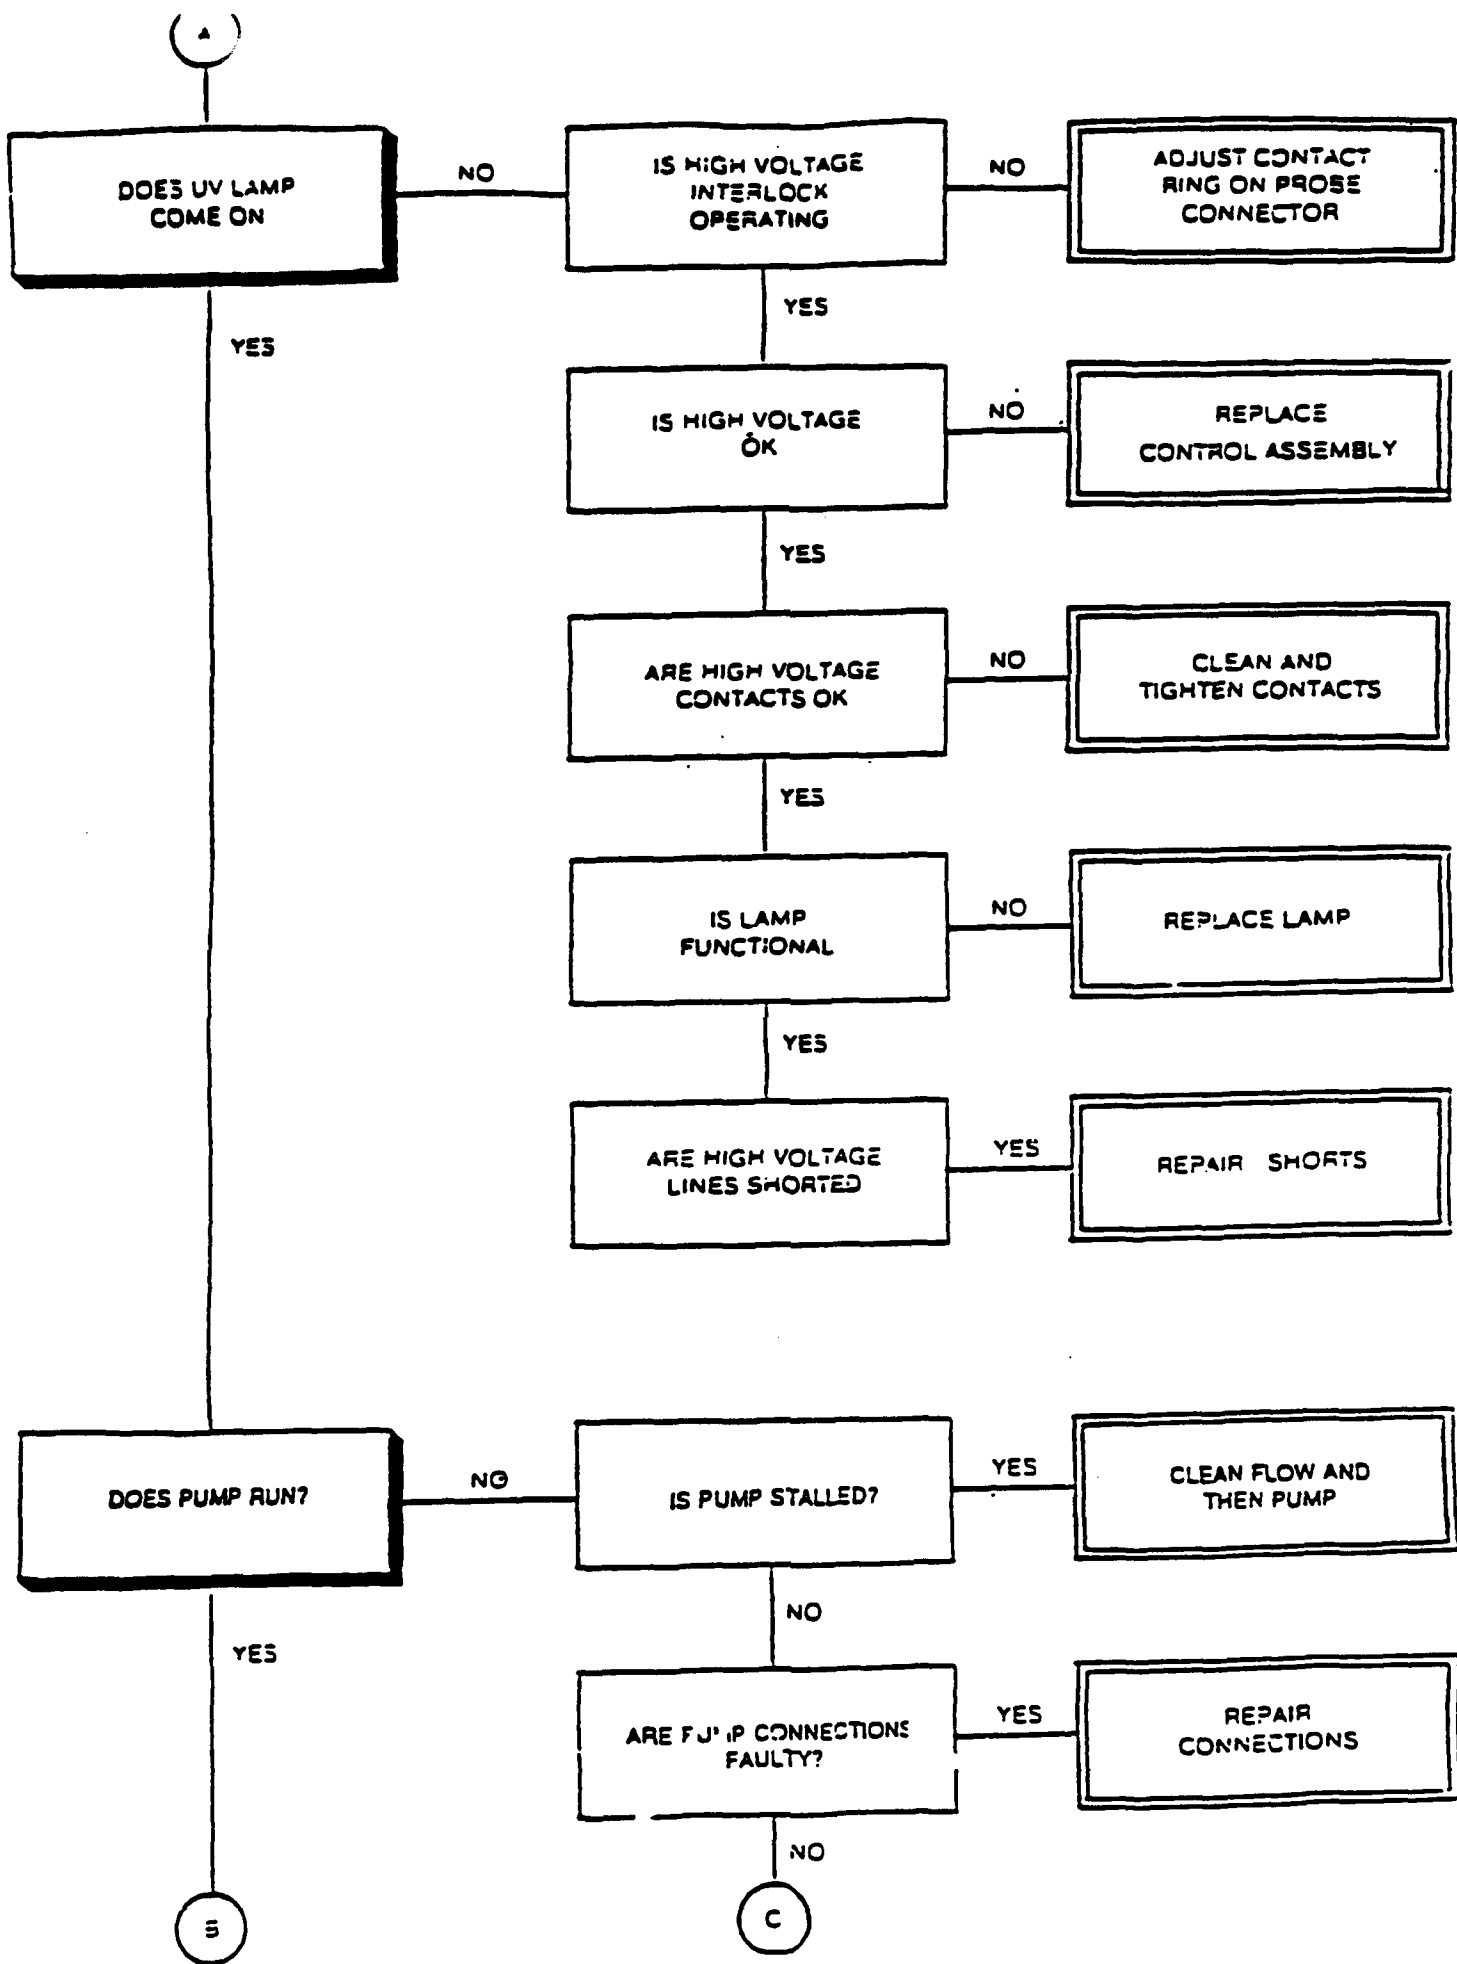 A
DOES UV LAMP
COME ON
NO
IS HIGH VOLTAGE
INTERLOCK
OPERATING
NO
ADJUST CONTACT
RING ON PROBE
CONNECTOR
YES
YES
IS HIGH VOLTAGE
OK
NO
REPLACE
CONTROL ASSEMBLY
YES
ARE HIGH VOLTAGE
CONTACTS OK
NO
CLEAN AND
TIGHTEN CONTACTS
YES
IS LAMP
FUNCTIONAL
NO
REPLACE LAMP
YES
ARE HIGH VOLTAGE
LINES SHORTED
YES
REPAIR SHORTS
DOES PUMP RUN?
NO
IS PUMP STALLED?
YES
CLEAN FLOW AND
THEN PUMP
NO
YES
ARE PUMP CONNECTIONS
FAULTY?
YES
REPAIR
CONNECTIONS
NO
B
C